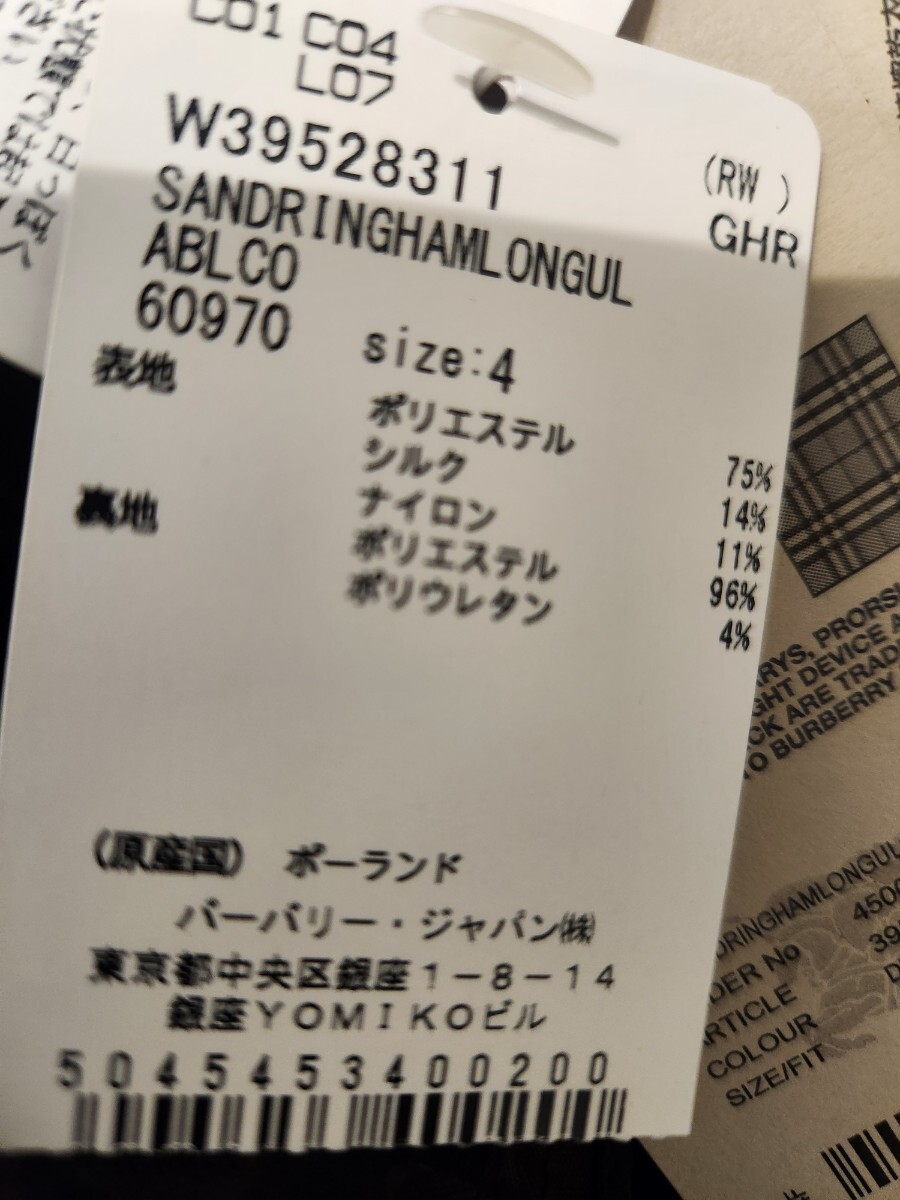 C01 C04
L07
W39528311
(RW )
SANDRINGHAMLONGUL
GHR
ABLCO
60970
size:4
表地
ポリエステル 75%
シルク 14%
ナイロン 11%
裏地
ポリエステル 96%
ポリウレタン 4%
(原産国) ポーランド
バーバリー・ジャパン㈱
東京都中央区銀座1-8-14
銀座YOMIKOビル
5045453400200
RYS, PRORSU
GHT DEVICE A
CK ARE TRAD
TO BURBERRY
DRINGHAMLONGUL
DER No 450
ARTICLE 39
COLOUR D
SIZE/FIT